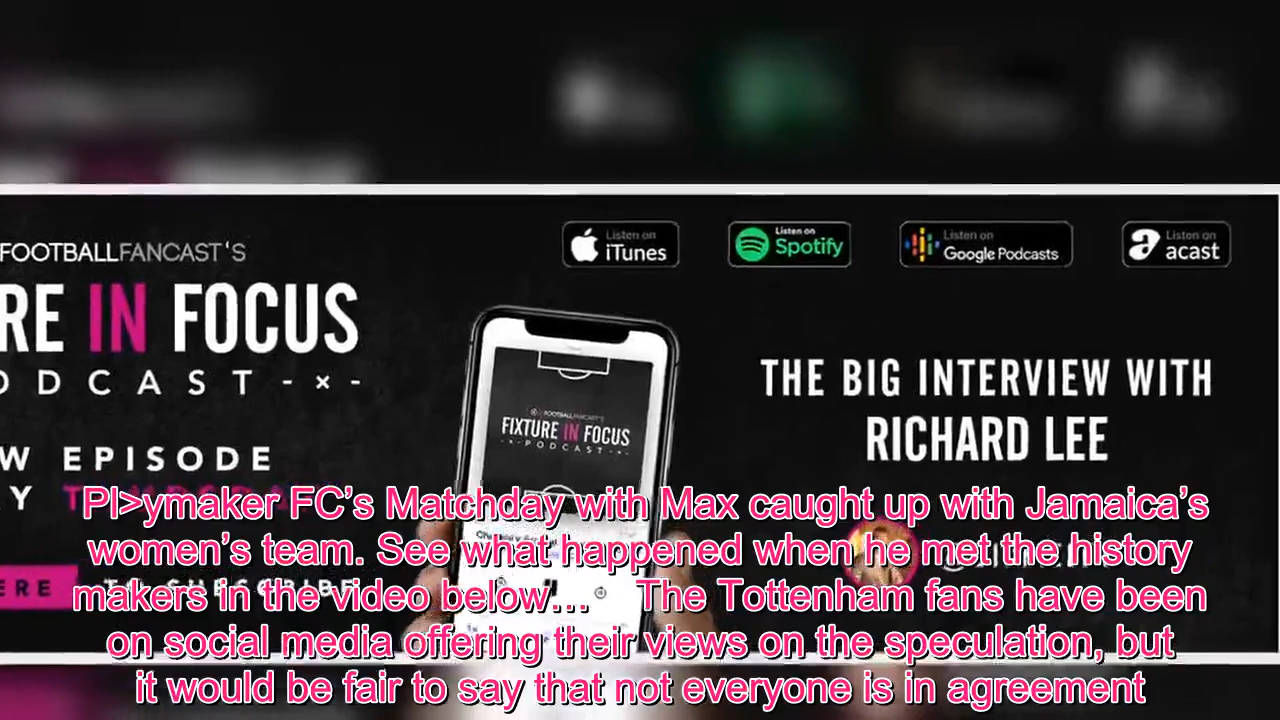 FOOTBALLFANCAST'S
RE IN FOCUS
ODCAST -×-
W EPISODE
Listen on
iTunes
Listen on
Spotify
Listen on
Google Podcasts
Listen on
acast
FIXTURE IN FOCUS
-×-PODCAST-×-
THE BIG INTERVIEW WITH
RICHARD LEE
Pl>ymaker FC’s Matchday with Max caught up with Jamaica’s
women’s team. See what happened when he met the history
makers in the video below… The Tottenham fans have been
on social media offering their views on the speculation, but
it would be fair to say that not everyone is in agreement
ERE TO SUBSCRIBE